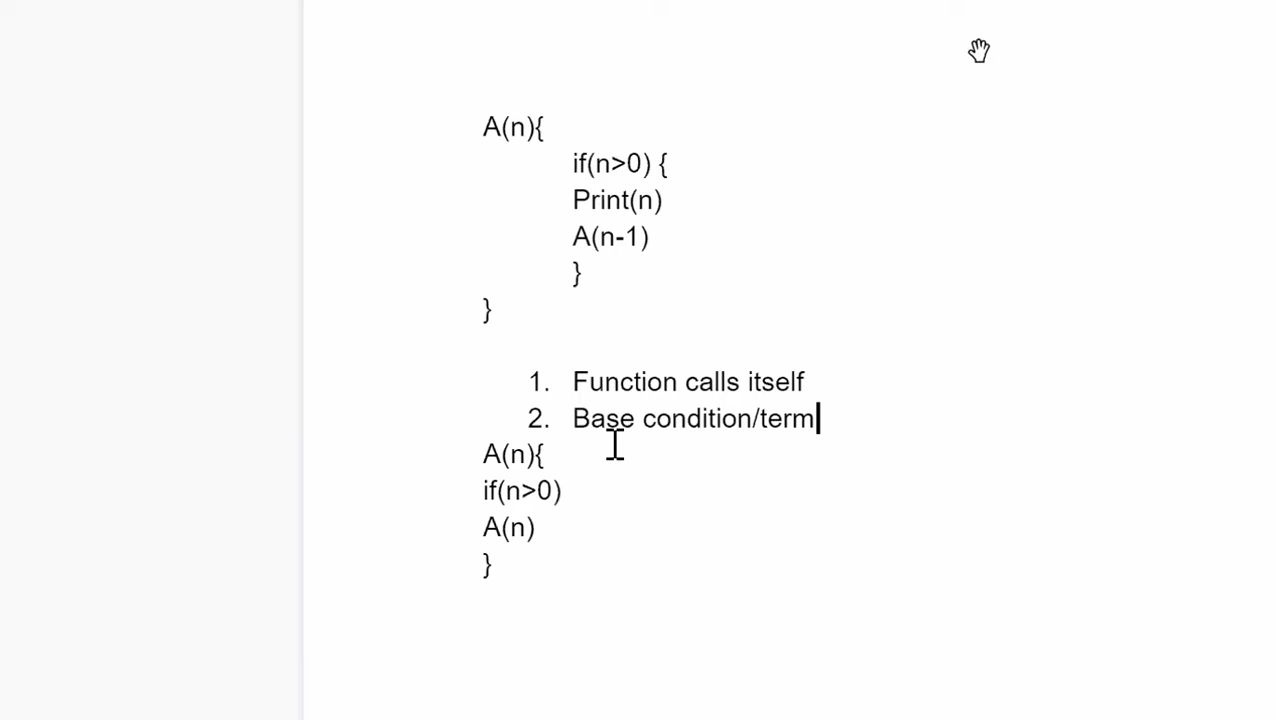 A(n){
if(n>0) {
Print(n)
A(n-1)
}
}
1. Function calls itself
2. Base condition/term
A(n){
if(n>0)
A(n)
}